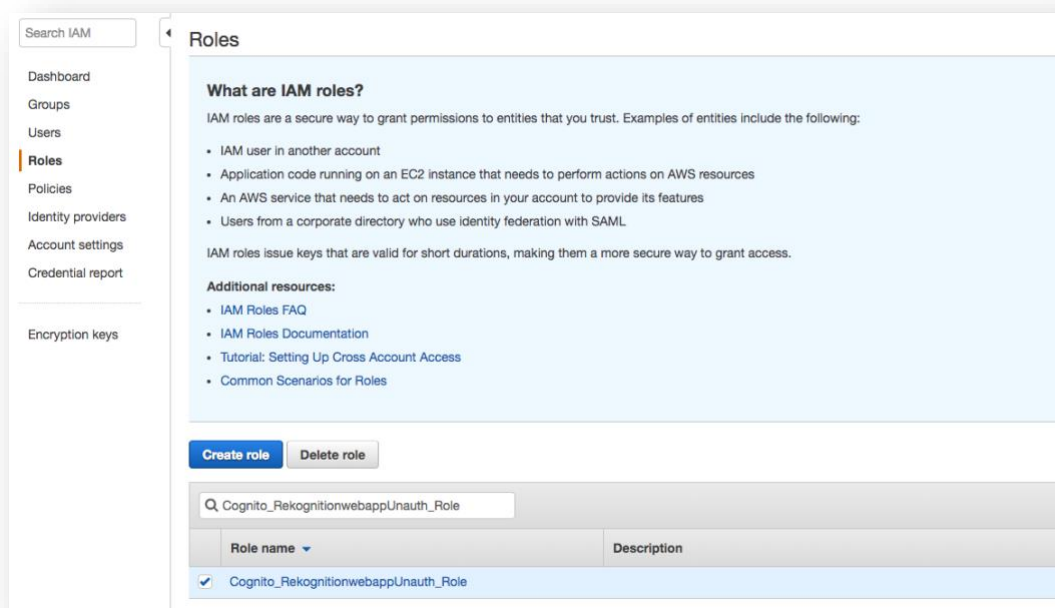 Search IAM
Dashboard
Groups
Users
Roles
Policies
Identity providers
Account settings
Credential report
Encryption keys
Roles
What are IAM roles?
IAM roles are a secure way to grant permissions to entities that you trust. Examples of entities include the following:
• IAM user in another account
• Application code running on an EC2 instance that needs to perform actions on AWS resources
• An AWS service that needs to act on resources in your account to provide its features
• Users from a corporate directory who use identity federation with SAML
IAM roles issue keys that are valid for short durations, making them a more secure way to grant access.
Additional resources:
• IAM Roles FAQ
• IAM Roles Documentation
• Tutorial: Setting Up Cross Account Access
• Common Scenarios for Roles
Create role Delete role
Cognito_RekognitionwebappUnauth_Role
Role name Description
Cognito_RekognitionwebappUnauth_Role